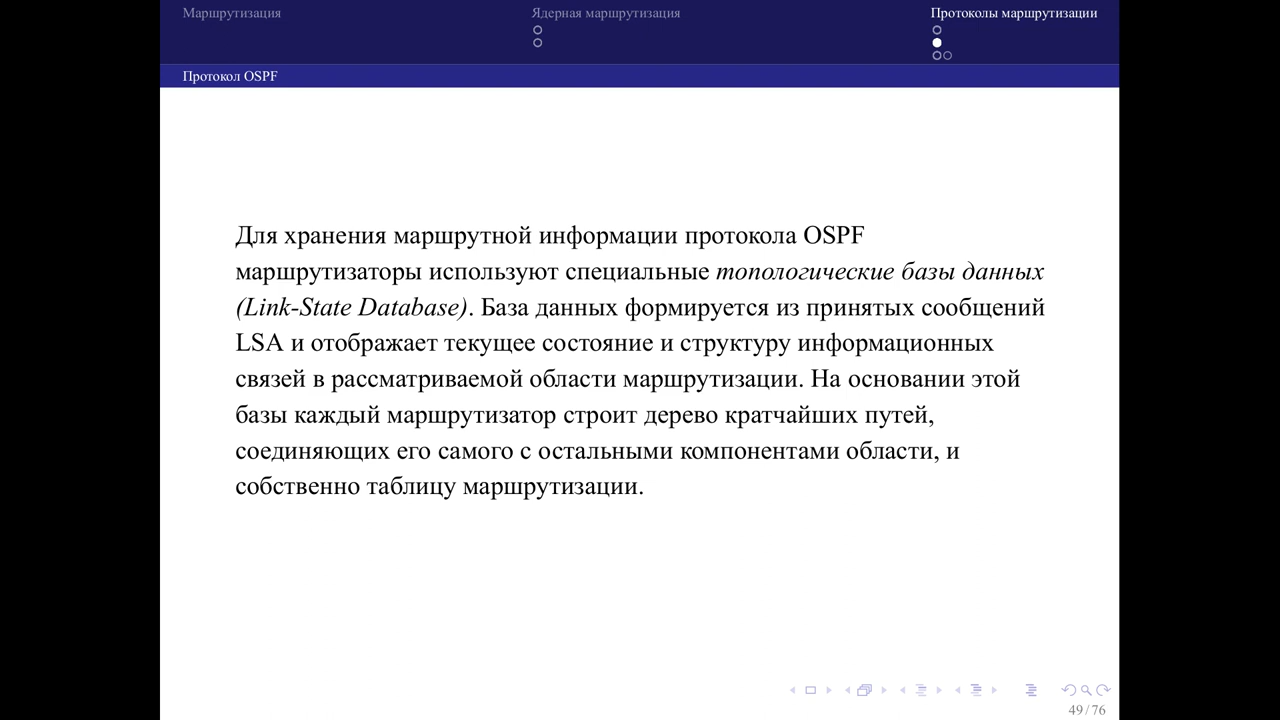 Маршрутизация
Ядерная маршрутизация
Протоколы маршрутизации
Протокол OSPF
Для хранения маршрутной информации протокола OSPF
маршрутизаторы используют специальные топологические базы данных
(Link-State Database). База данных формируется из принятых сообщений
LSA и отображает текущее состояние и структуру информационных
связей в рассматриваемой области маршрутизации. На основании этой
базы каждый маршрутизатор строит дерево кратчайших путей,
соединяющих его самого с остальными компонентами области, и
собственно таблицу маршрутизации.
49 / 76